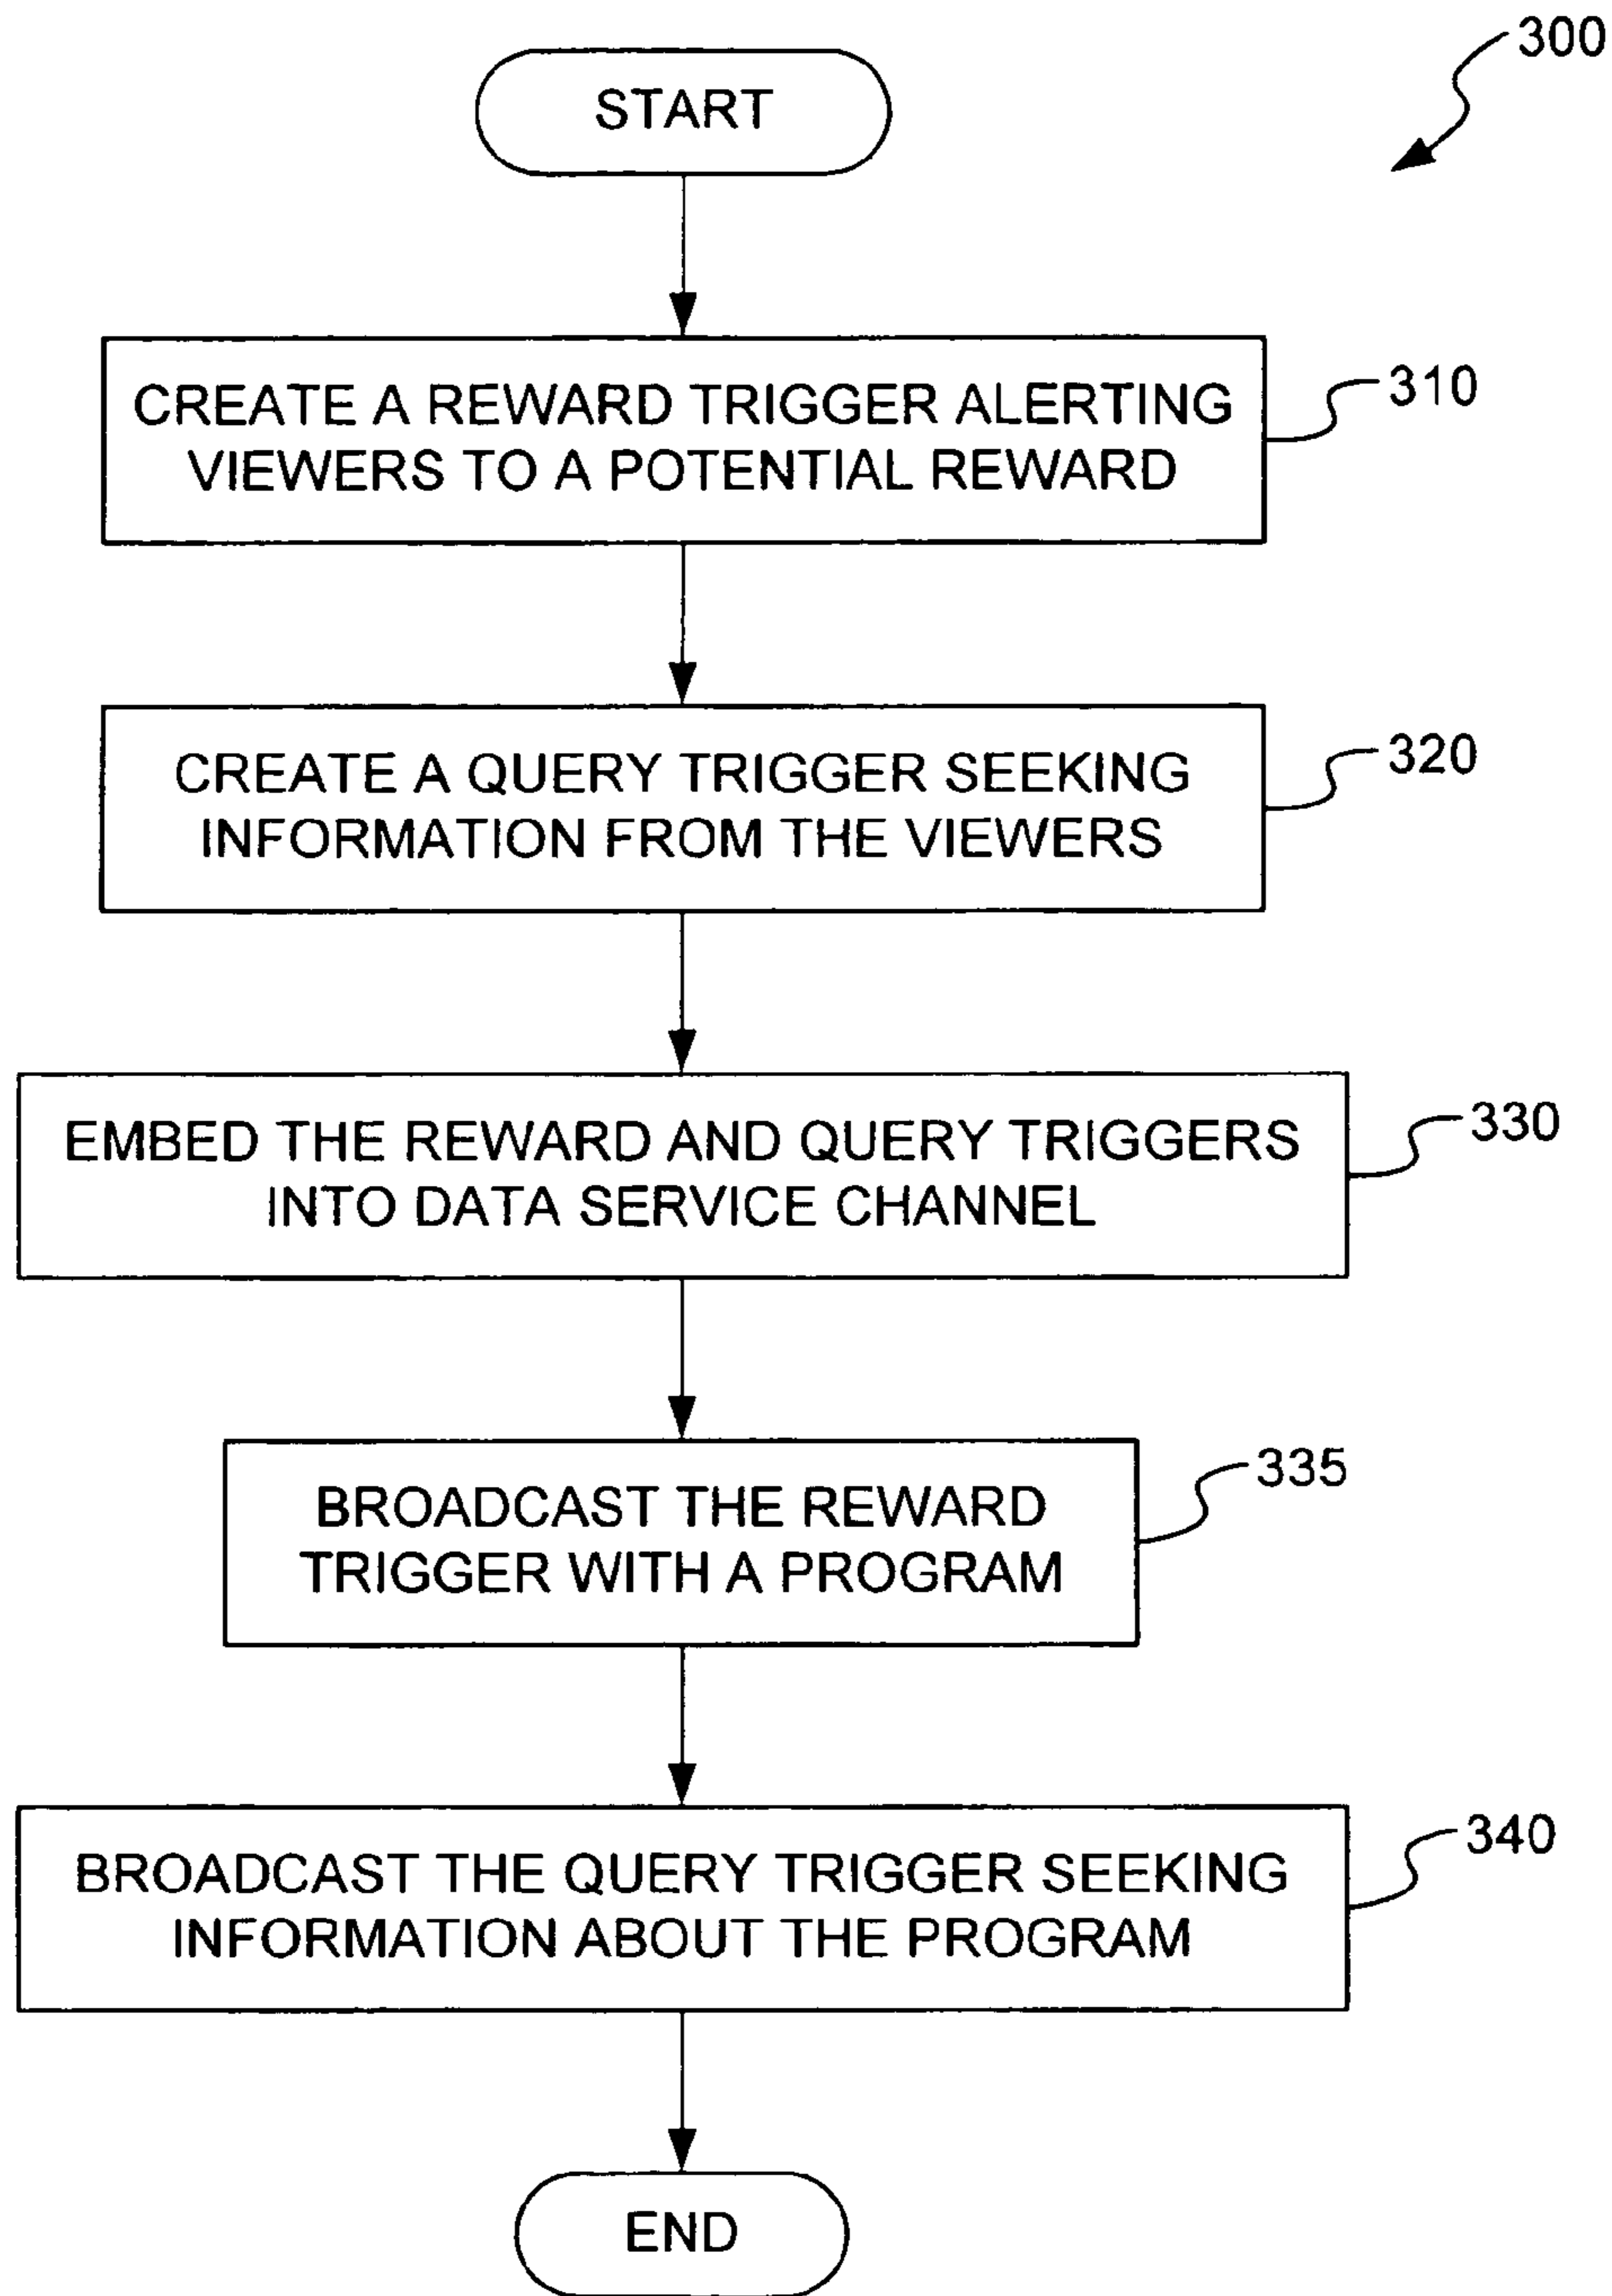 300
START
CREATE A REWARD TRIGGER ALERTING
VIEWERS TO A POTENTIAL REWARD
310
CREATE A QUERY TRIGGER SEEKING
INFORMATION FROM THE VIEWERS
320
EMBED THE REWARD AND QUERY TRIGGERS
INTO DATA SERVICE CHANNEL
330
BROADCAST THE REWARD
TRIGGER WITH A PROGRAM
335
BROADCAST THE QUERY TRIGGER SEEKING
INFORMATION ABOUT THE PROGRAM
340
END